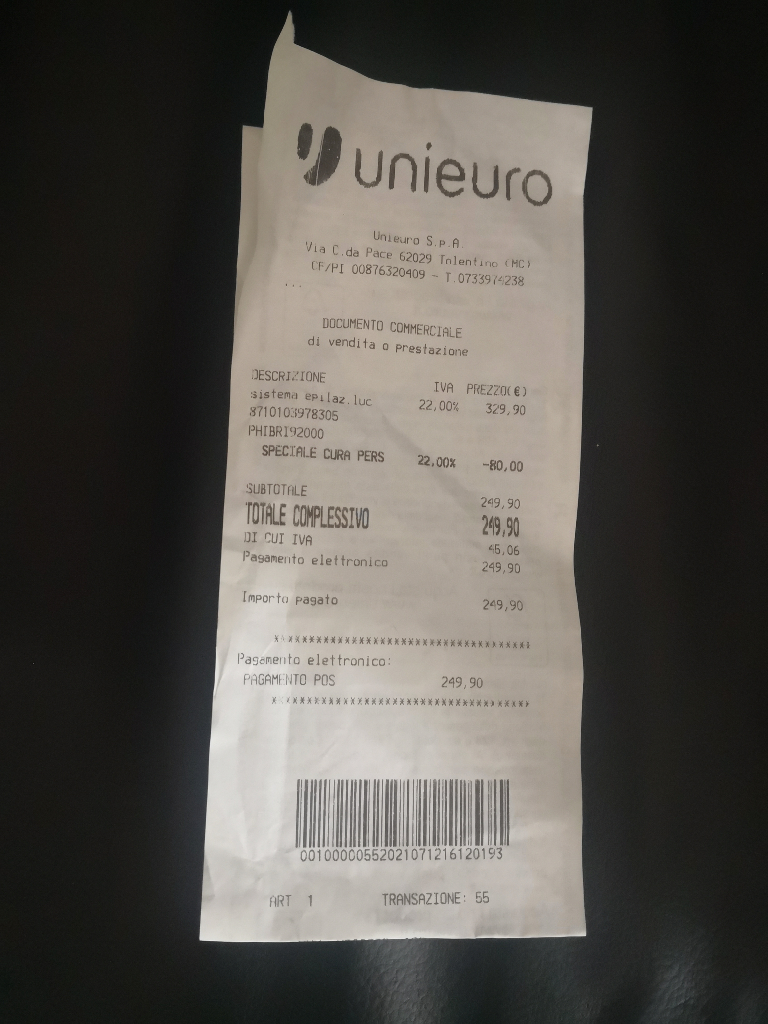 unieuro
Unieuro S.p.A.
Via C.da Pace 62029 Tolentino (MC)
CF/PI 00876320409 - T.0733974238
...
DOCUMENTO COMMERCIALE
di vendita o prestazione
DESCRIZIONE IVA PREZZO(€)
sistema epilaz.luc 22,00% 329,90
8710103978305
PHIBRI92000
SPECIALE CURA PERS 22,00% -80,00
SUBTOTALE 249,90
TOTALE COMPLESSIVO 249,90
DI CUI IVA 45,06
Pagamento elettronico 249,90
Importo pagato 249,90
Pagamento elettronico:
PAGAMENTO POS 249,90
0010000055202107121612019​3
ART 1 TRANSAZIONE: 55